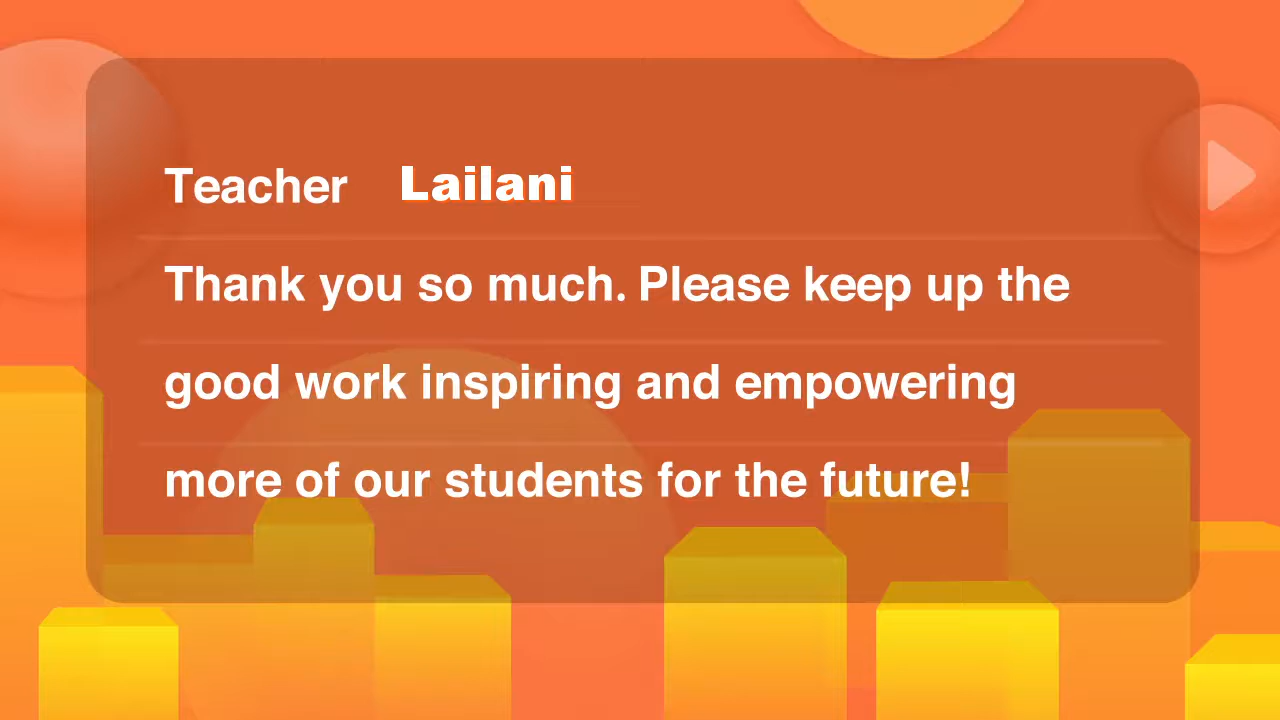 Teacher Lailani
Thank you so much. Please keep up the
good work inspiring and empowering
more of our students for the future!